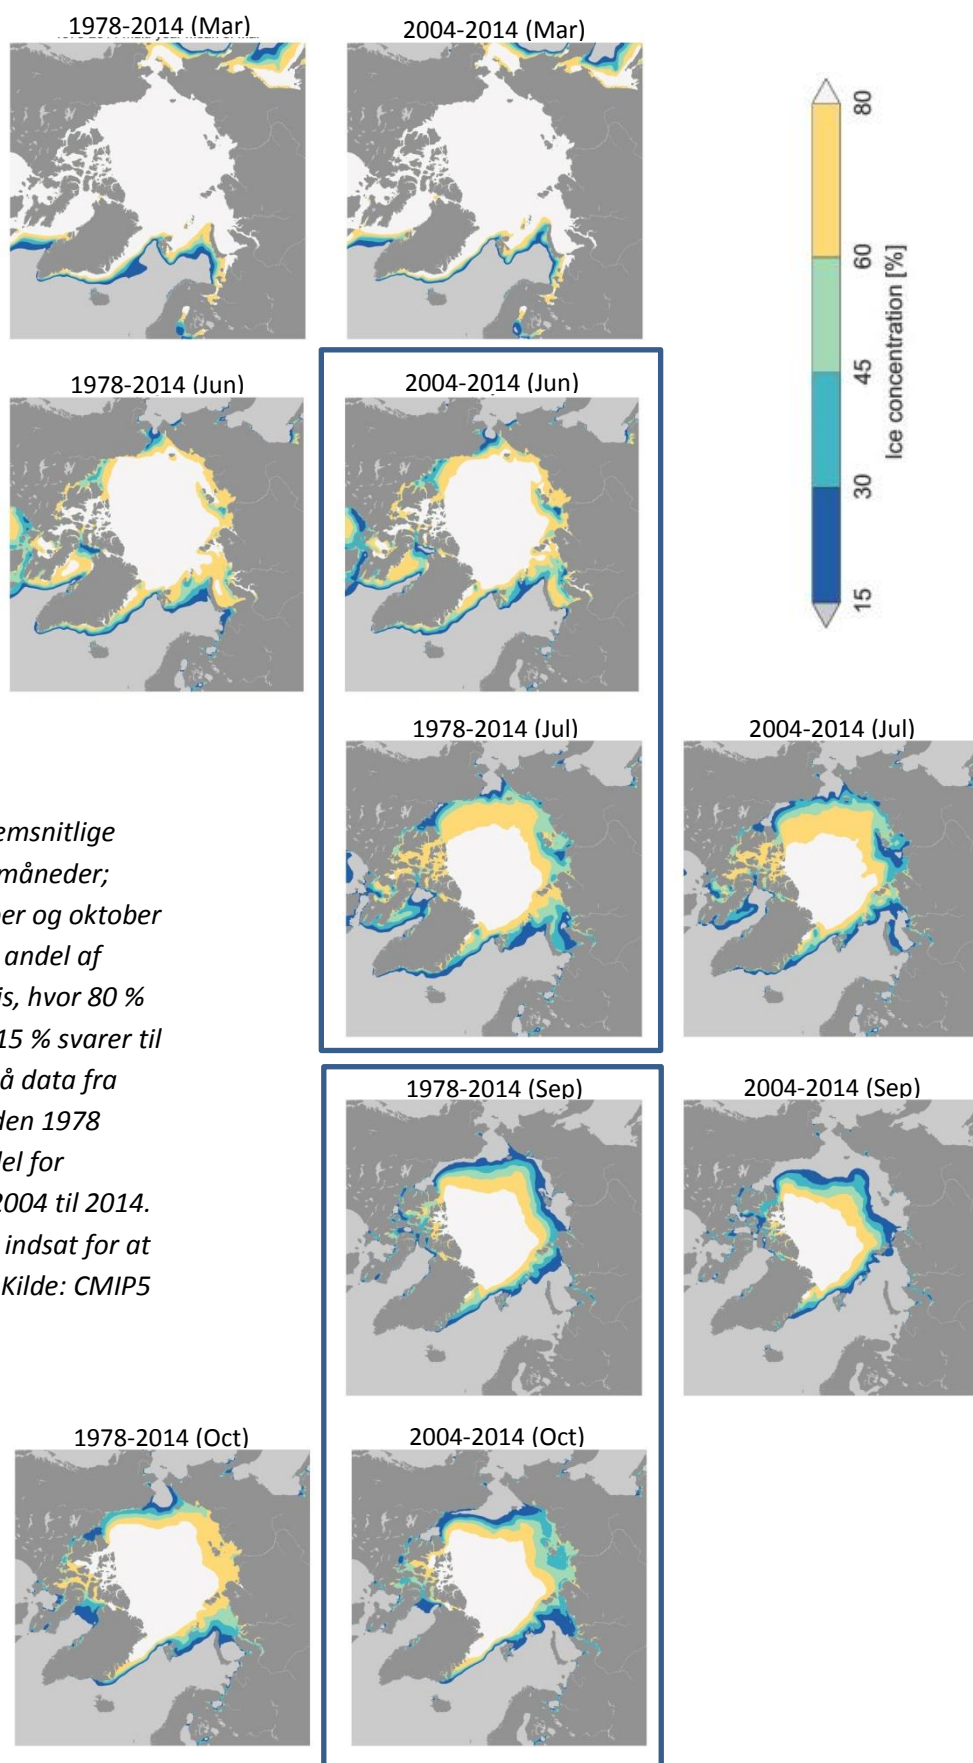 1978-2014 (Mar)
2004-2014 (Mar)
80
60
45
30
15
Ice concentration [%]
1978-2014 (Jun)
2004-2014 (Jun)
1978-2014 (Jul)
2004-2014 (Jul)
emsnitlige
måneder;
ber og oktober
andel af
is, hvor 80 %
15 % svarer til
å data fra
den 1978
del for
2004 til 2014.
indsat for at
Kilde: CMIP5
1978-2014 (Sep)
2004-2014 (Sep)
1978-2014 (Oct)
2004-2014 (Oct)